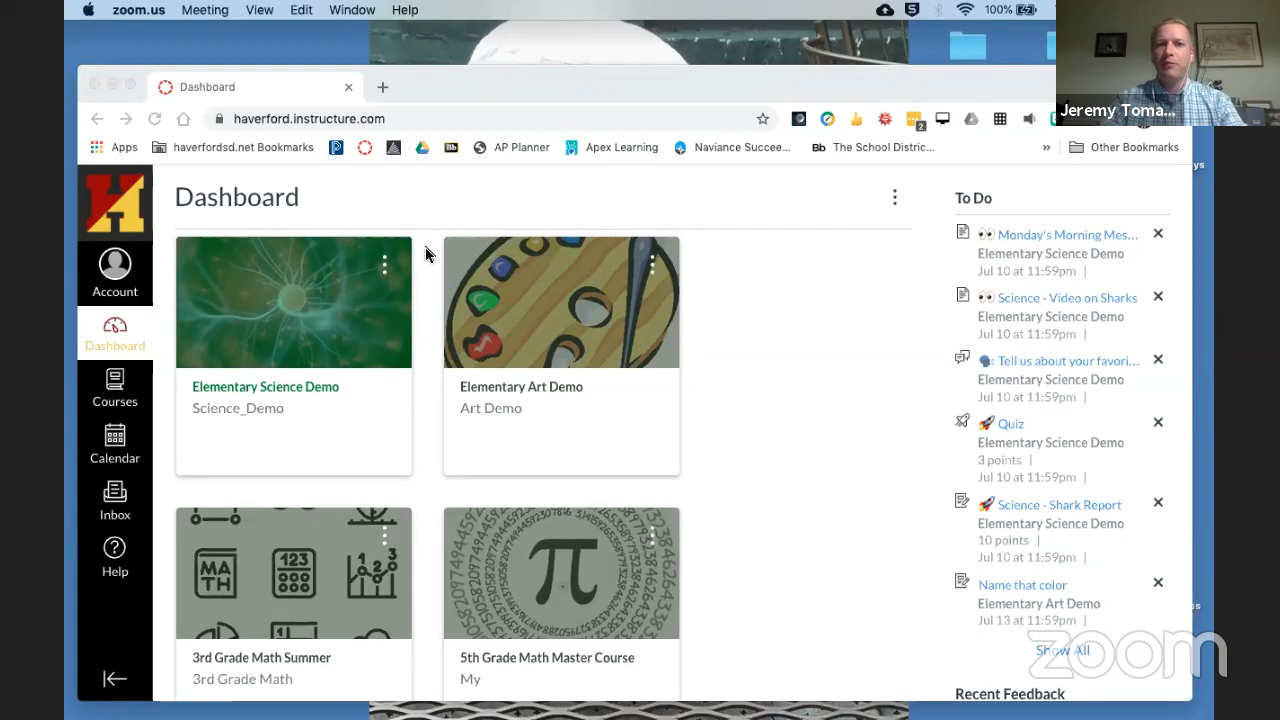 zoom.us Meeting View Edit Window Help 100%
Jeremy Toma...
Dashboard
haverford.instructure.com
2
Apps haverfordsd.net Bookmarks Bb AP Planner Apex Learning Naviance Succee... Bb The School Distric... » Other Bookmarks
ys
H
Account
Dashboard
Courses
Calendar
Inbox
Help
Dashboard
Elementary Science Demo
Science_Demo
Elementary Art Demo
Art Demo
MATH
123
3rd Grade Math Summer
3rd Grade Math
π
5th Grade Math Master Course
My
To Do
Monday's Morning Mes...
Elementary Science Demo
Jul 10 at 11:59pm |
Science - Video on Sharks
Elementary Science Demo
Jul 10 at 11:59pm |
Tell us about your favori...
Elementary Science Demo
Jul 10 at 11:59pm |
Quiz
Elementary Science Demo
3 points |
Jul 10 at 11:59pm |
Science - Shark Report
Elementary Science Demo
10 points |
Jul 10 at 11:59pm |
Name that color
Elementary Art Demo
Jul 13 at 11:59pm |
Show All
Recent Feedback
zoom